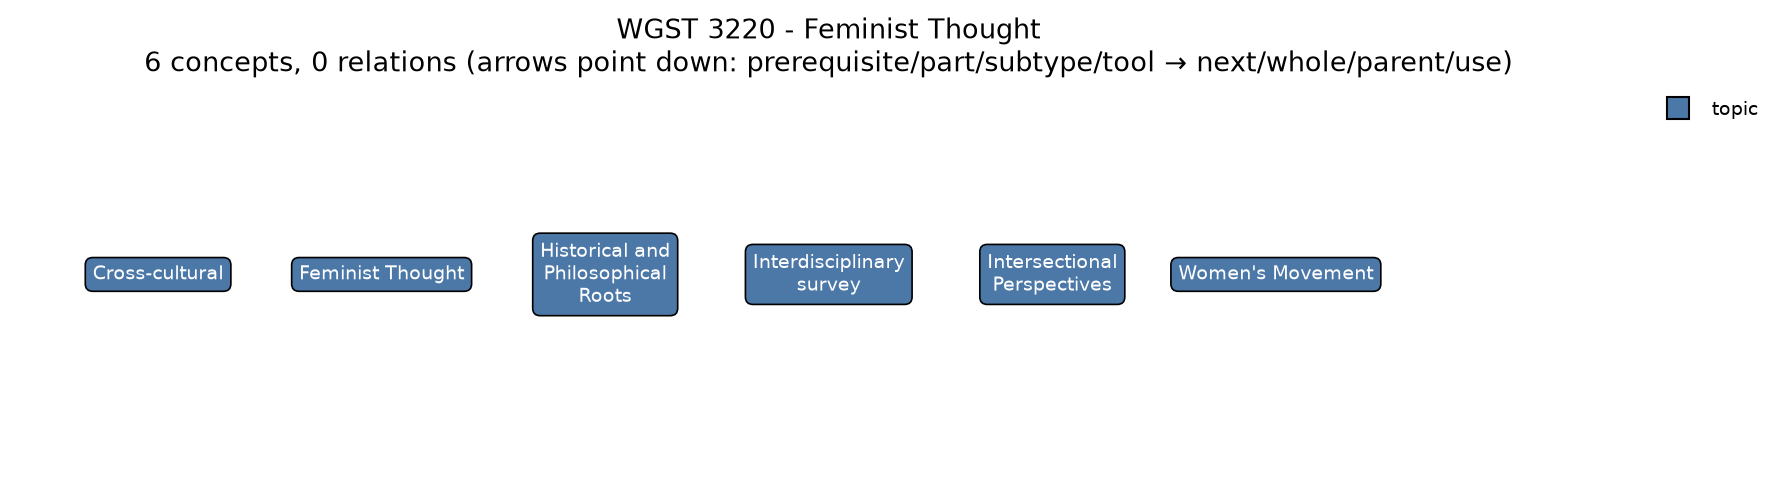 WGST 3220 - Feminist Thought
6 concepts, 0 relations (arrows point down: prerequisite/part/subtype/tool → next/whole/parent/use)
topic
Cross-cultural
Feminist Thought
Historical and
Philosophical
Roots
Interdisciplinary
survey
Intersectional
Perspectives
Women's Movement